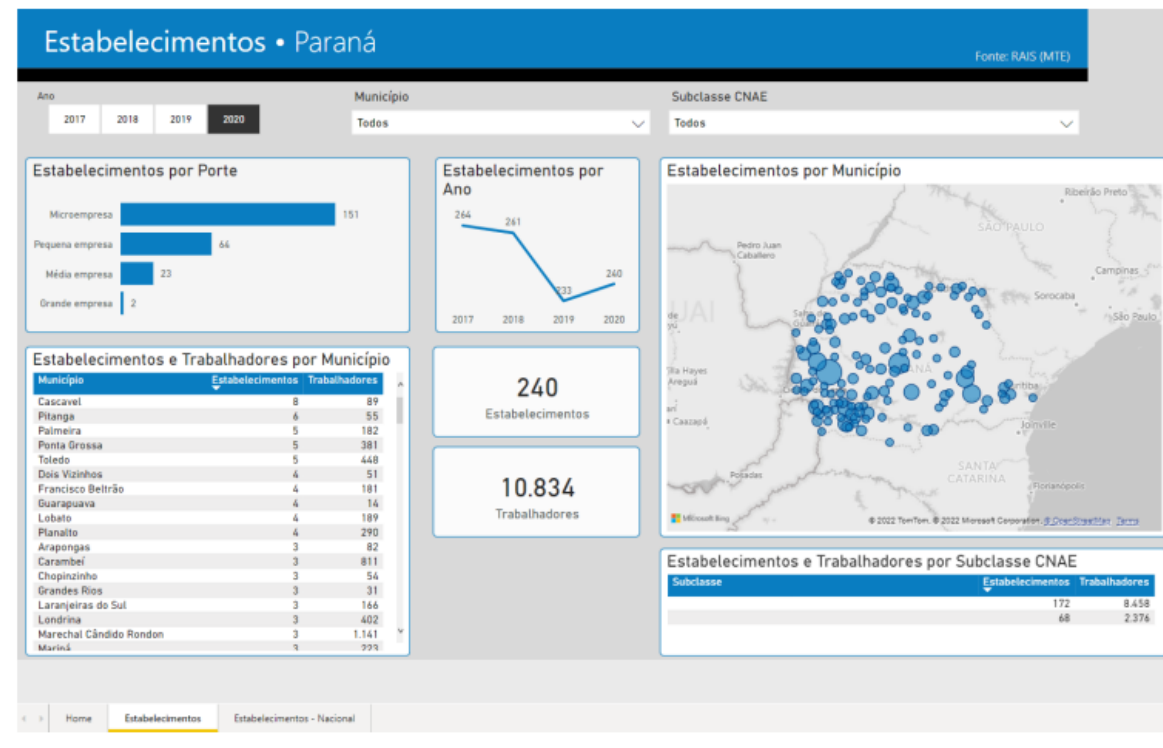 Estabelecimentos • Paraná
Fonte: RAIS (MTE)
Ano
Município
Subclasse CNAE
2017 2018 2019 2020
Todos
Todos
Estabelecimentos por Porte
Microempresa 151
Pequena empresa 64
Média empresa 23
Grande empresa 2
Estabelecimentos por
Ano
264 261 233 240
2017 2018 2019 2020
Estabelecimentos por Município
Ribeirão Preto
SÃO PAULO
Pedro Juan
Caballero
Campinas
Sorocaba
São Paulo
Joinville
SANTA
CATARINA
Posadas
Florianópolis
Microsoft Bing
© 2022 TomTom, © 2022 Microsoft Corporation, © OpenStreetMap Terms
Estabelecimentos e Trabalhadores por Município
Município Estabelecimentos Trabalhadores
Cascavel 8 89
Pitanga 6 55
Palmeira 5 182
Ponta Grossa 5 381
Toledo 5 448
Dois Vizinhos 4 51
Francisco Beltrão 4 181
Guarapuava 4 14
Lobato 4 189
Planalto 4 290
Arapongas 3 82
Carambeí 3 811
Chopinzinho 3 54
Grandes Rios 3 31
Laranjeiras do Sul 3 166
Londrina 3 402
Marechal Cândido Rondon 3 1.141
3 223
240
Estabelecimentos
10.834
Trabalhadores
Estabelecimentos e Trabalhadores por Subclasse CNAE
Subclasse Estabelecimentos Trabalhadores
172 8.458
68 2.376
Home Estabelecimentos Estabelecimentos - Nacional